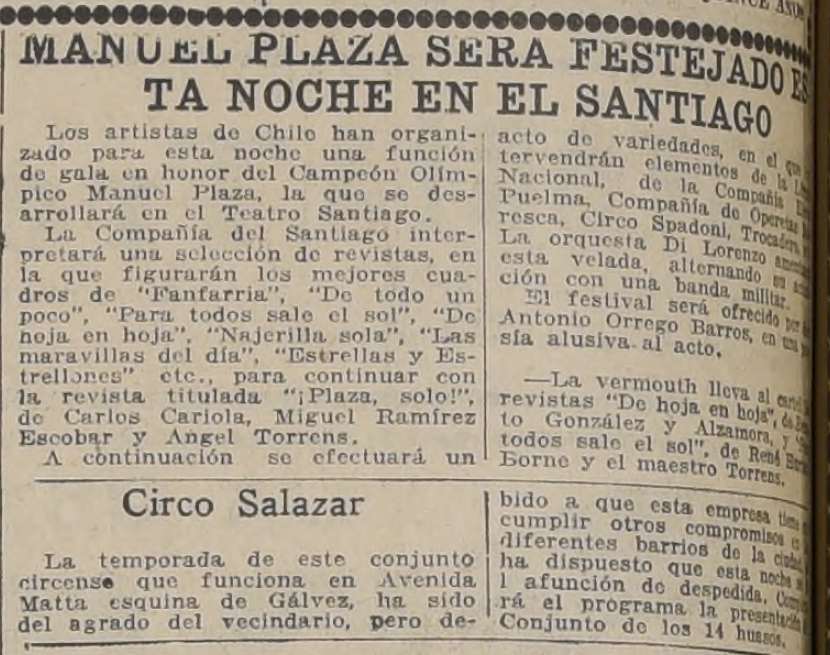 MANUEL PLAZA SERA FESTEJADO ES
TA NOCHE EN EL SANTIAGO
Los artistas de Chile han organi-
zado para esta noche una función
de gala en honor del Campeón Olím-
pico Manuel Plaza, la que se des-
arrollará en el Teatro Santiago.
La Compañía del Santiago inter-
pretará una selección de revistas, en
la que figurarán los mejores cua-
dros de "Fanfarria", "De todo un
poco", "Para todos sale el sol", "De
hoja en hoja", "Najerilla sola", "Las
maravillas del día", "Estrellas y Es-
trellones" etc., para continuar con
la revista titulada "¡Plaza, solo!",
de Carlos Cariola, Miguel Ramírez
Escobar y Angel Torrens.
A continuación se efectuará un
acto de variedades, en el que
tervendrán elementos de la
Nacional, de la Compañía
Puelma, Compañía de Operetas
resca, Circo Spadoni, Trocadero,
La orquesta Di Lorenzo
esta velada, alternando su
ción con una banda militar.
El festival será ofrecido por
Antonio Orrego Barros, en una
sía alusiva al acto.
—La vermouth lleva al cartel
revistas "De hoja en hoja", de
to González y Alzamora, y
todos sale el sol", de René
Borne y el maestro Torrens.
Circo Salazar
La temporada de este conjunto
circense que funciona en Avenida
Matta esquina de Gálvez, ha sido
del agrado del vecindario, pero de-
bido a que esta empresa tiene
cumplir otros compromisos en
diferentes barrios de la ciudad,
ha dispuesto que esta noche
l afunción de despedida.
rá el programa la presentación
Conjunto de los 14 huasos.